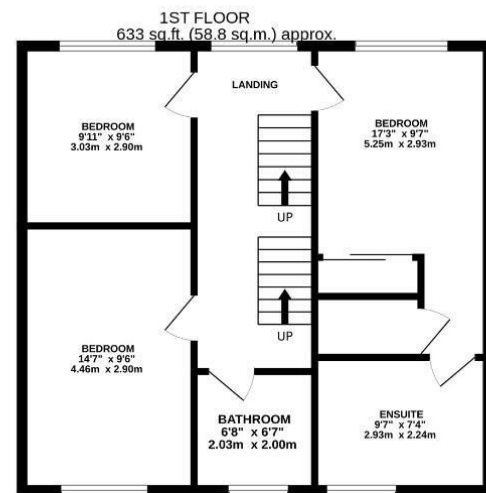 1ST FLOOR
633 sq.ft. (58.8 sq.m.) approx.
LANDING
BEDROOM
9'11" x 9'6"
3.03m x 2.90m
BEDROOM
17'3" x 9'7"
5.25m x 2.93m
UP
UP
BEDROOM
14'7" x 9'6"
4.46m x 2.90m
BATHROOM
6'8" x 6'7"
2.03m x 2.00m
ENSUITE
9'7" x 7'4"
2.93m x 2.24m